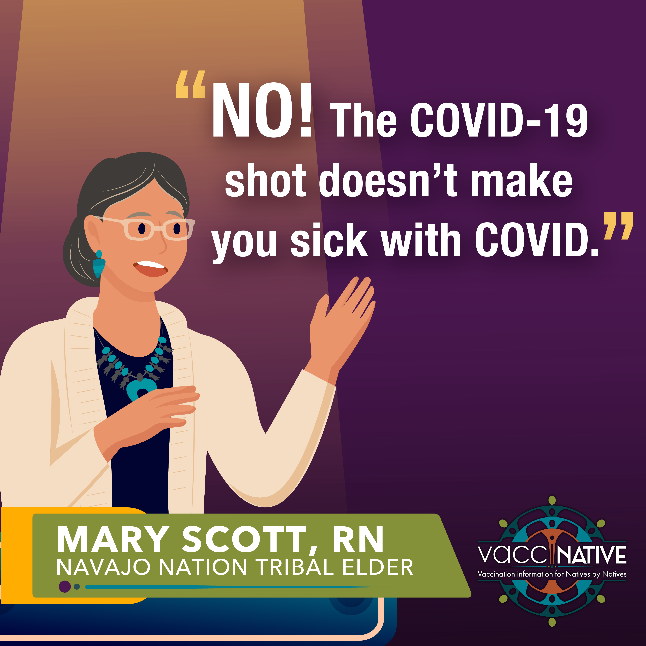 “NO! The COVID-19
shot doesn’t make
you sick with COVID.”
MARY SCOTT, RN
NAVAJO NATION TRIBAL ELDER
VACCINATIVE
Vaccination Information for Natives by Natives